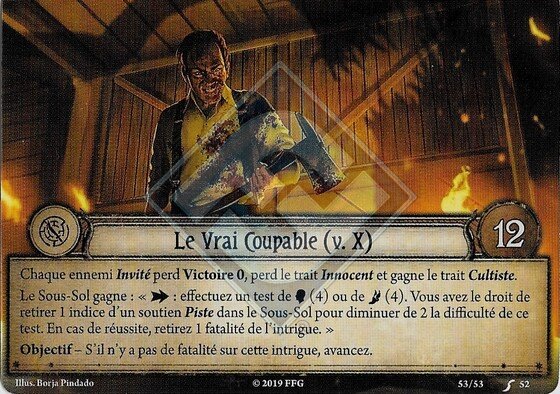 Le Vrai Coupable (v. X)
12
Chaque ennemi Invité perd Victoire 0, perd le trait Innocent et gagne le trait Cultiste.
Le Sous-Sol gagne : « : effectuez un test de (4) ou de (4). Vous avez le droit de
retirer 1 indice d'un soutien Piste dans le Sous-Sol pour diminuer de 2 la difficulté de ce
test. En cas de réussite, retirez 1 fatalité de l'intrigue. »
Objectif – S'il n'y a pas de fatalité sur cette intrigue, avancez.
Illus. Borja Pindado
© 2019 FFG
53/53
52